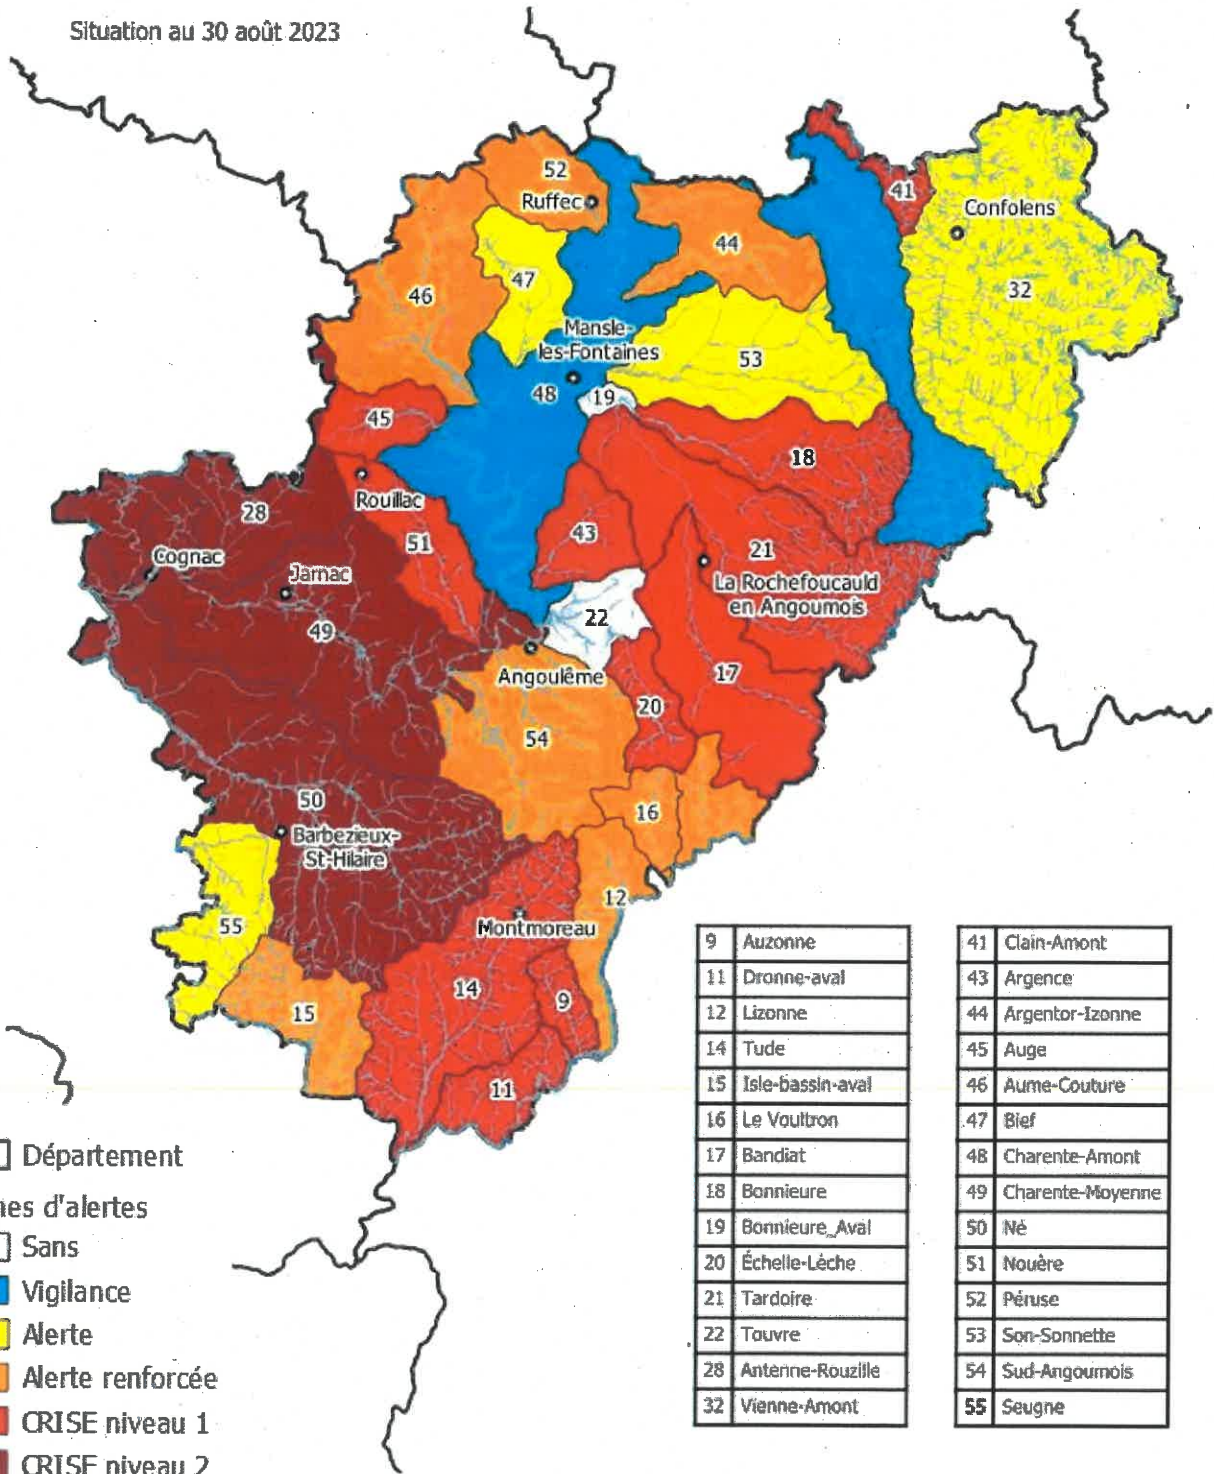 Situation au 30 août 2023
52
Ruffec
41
Confolens
44
47
46
32
Mansle-
les-Fontaines
53
48
19
45
18
Rouillac
28
51
43
21
Cognac
Jarnac
La Rochefoucauld
en Angoumois
49
22
Angoulême
17
20
54
50
16
Barbezieux-
St-Hilaire
12
55
Montmoreau
14
9
15
11
9 Auzonne
11 Dronne-aval
12 Lizonne
14 Tude
15 Isle-bassin-aval
16 Le Voultron
17 Bandiat
18 Bonnieure
19 Bonnieure_Aval
20 Échelle-Lèche
21 Tardoire
22 Touvre
28 Antenne-Rouzille
32 Vienne-Amont
41 Clain-Amont
43 Argence
44 Argentor-Izonne
45 Auge
46 Aume-Couture
47 Bief
48 Charente-Amont
49 Charente-Moyenne
50 Né
51 Nouère
52 Péruse
53 Son-Sonnette
54 Sud-Angoumois
55 Seugne
Département
nes d'alertes
Sans
Vigilance
Alerte
Alerte renforcée
CRISE niveau 1
CRISE niveau 2